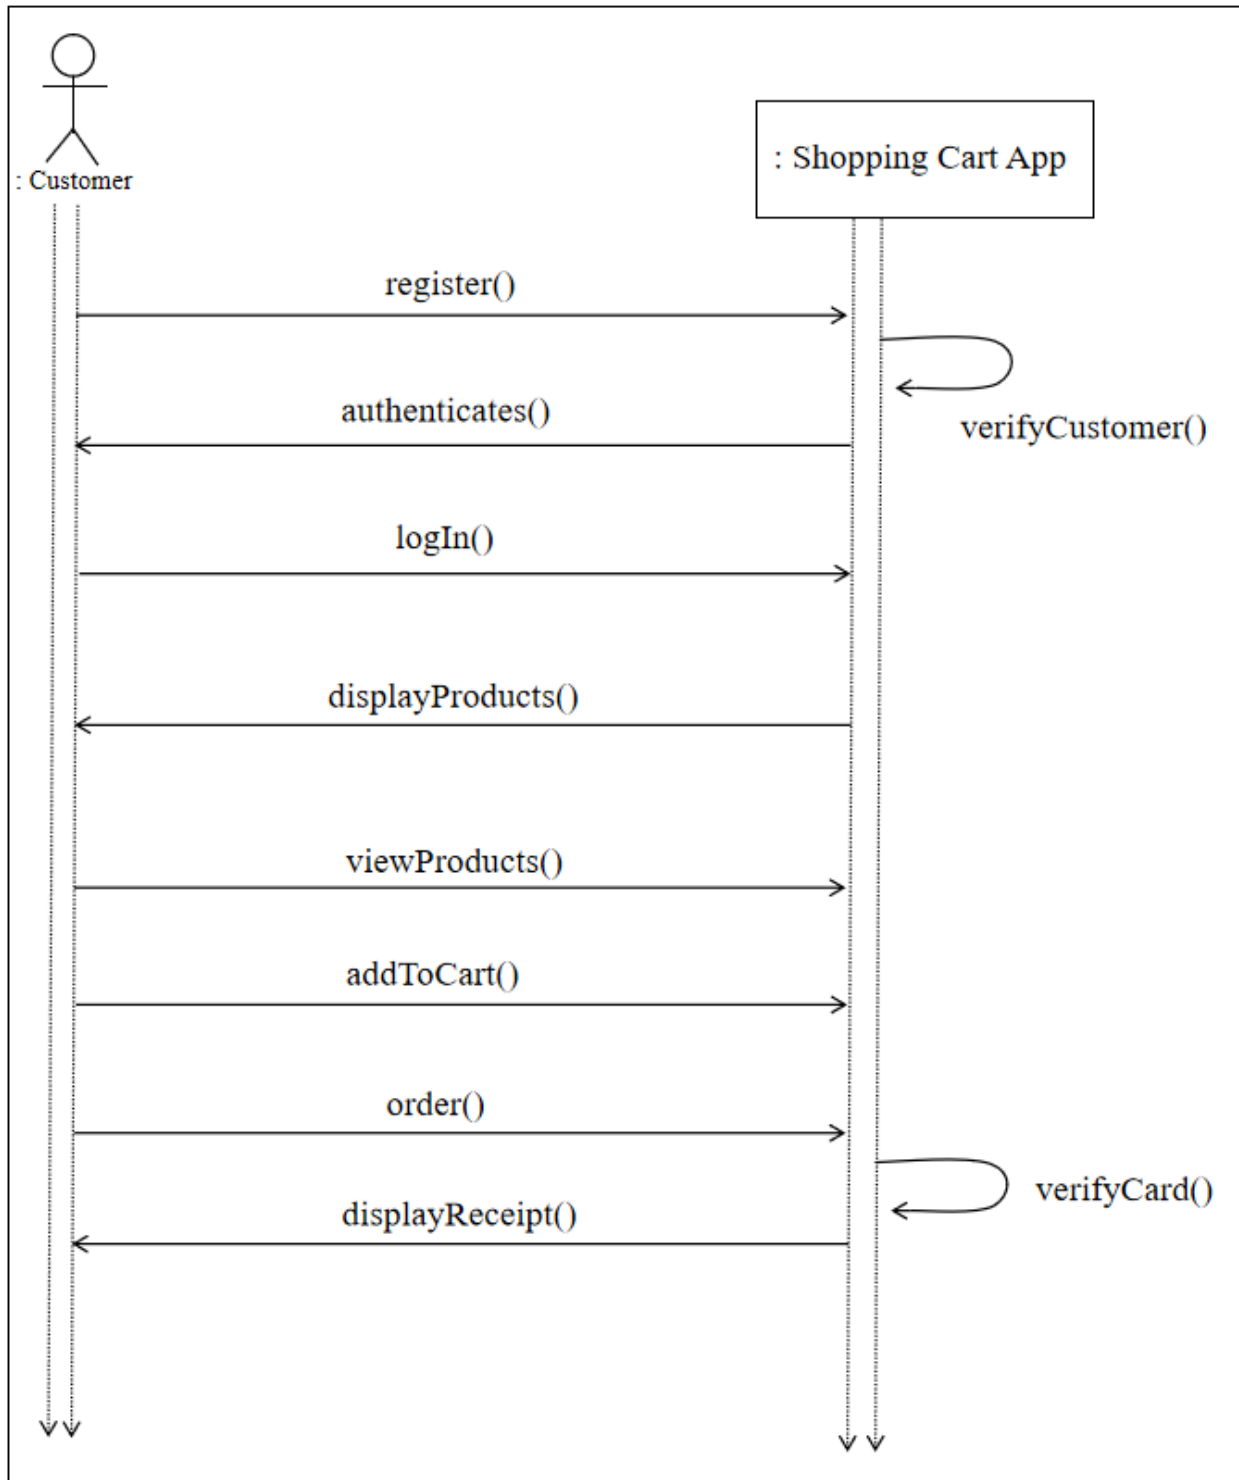 : Customer
: Shopping Cart App
register()
verifyCustomer()
authenticates()
logIn()
displayProducts()
viewProducts()
addToCart()
order()
verifyCard()
displayReceipt()